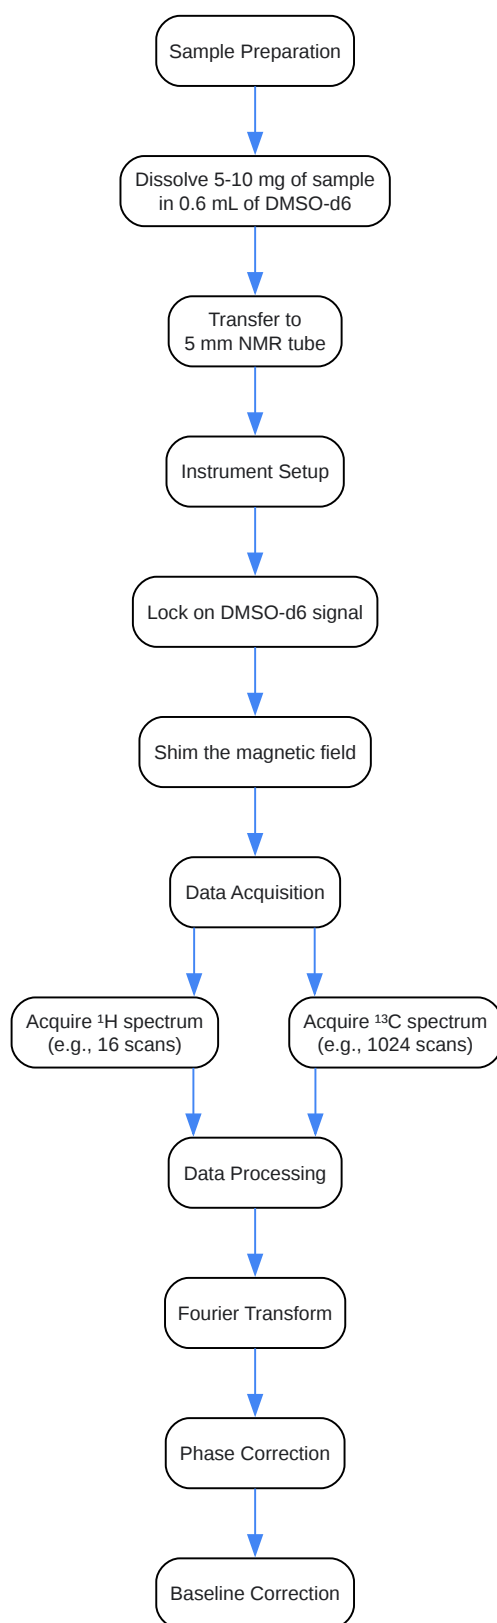 Sample Preparation
Dissolve 5-10 mg of sample
in 0.6 mL of DMSO-d6
Transfer to
5 mm NMR tube
Instrument Setup
Lock on DMSO-d6 signal
Shim the magnetic field
Data Acquisition
Acquire ¹H spectrum
(e.g., 16 scans)
Acquire ¹³C spectrum
(e.g., 1024 scans)
Data Processing
Fourier Transform
Phase Correction
Baseline Correction